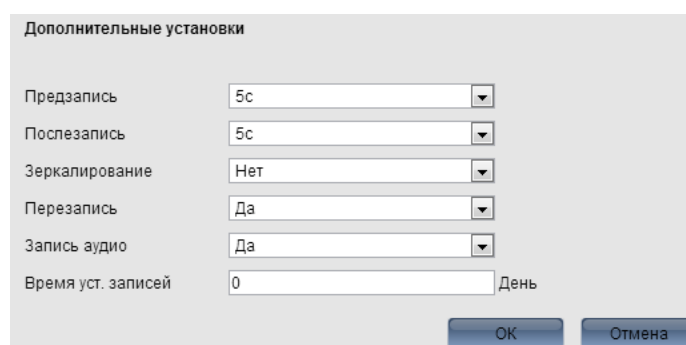 Дополнительные установки
Предзапись 5с
Послезапись 5с
Зеркалирование Нет
Перезапись Да
Запись аудио Да
Время уст. записей 0 День
ОК Отмена